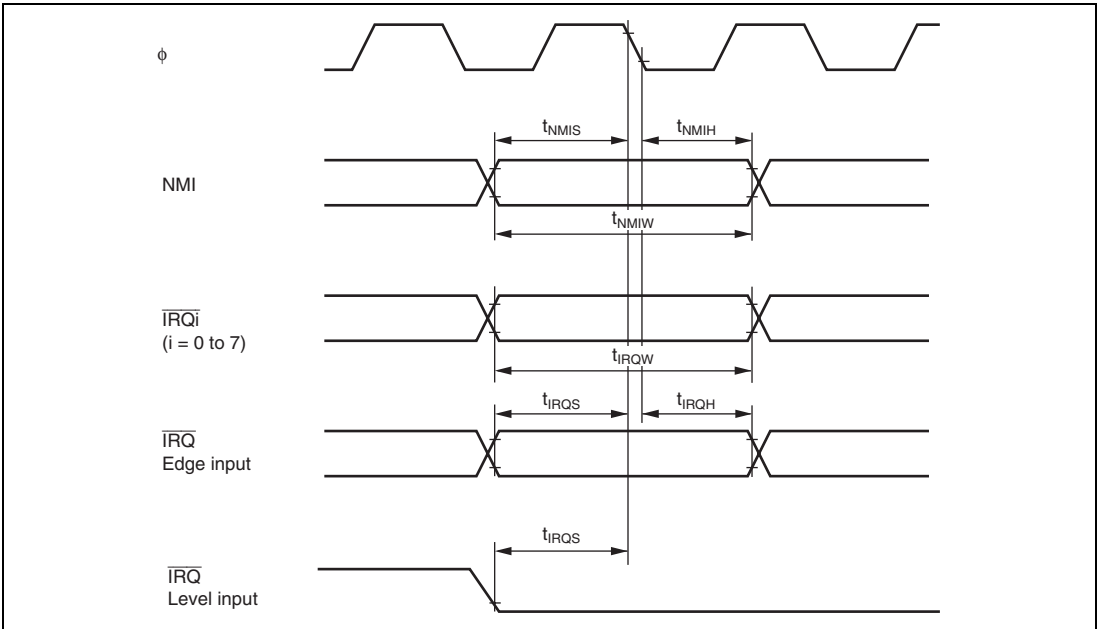 ϕ
tNMIS tNMIH
NMI
tNMIW
IRQi
(i = 0 to 7)
tIRQW
tIRQS tIRQH
IRQ
Edge input
tIRQS
IRQ
Level input